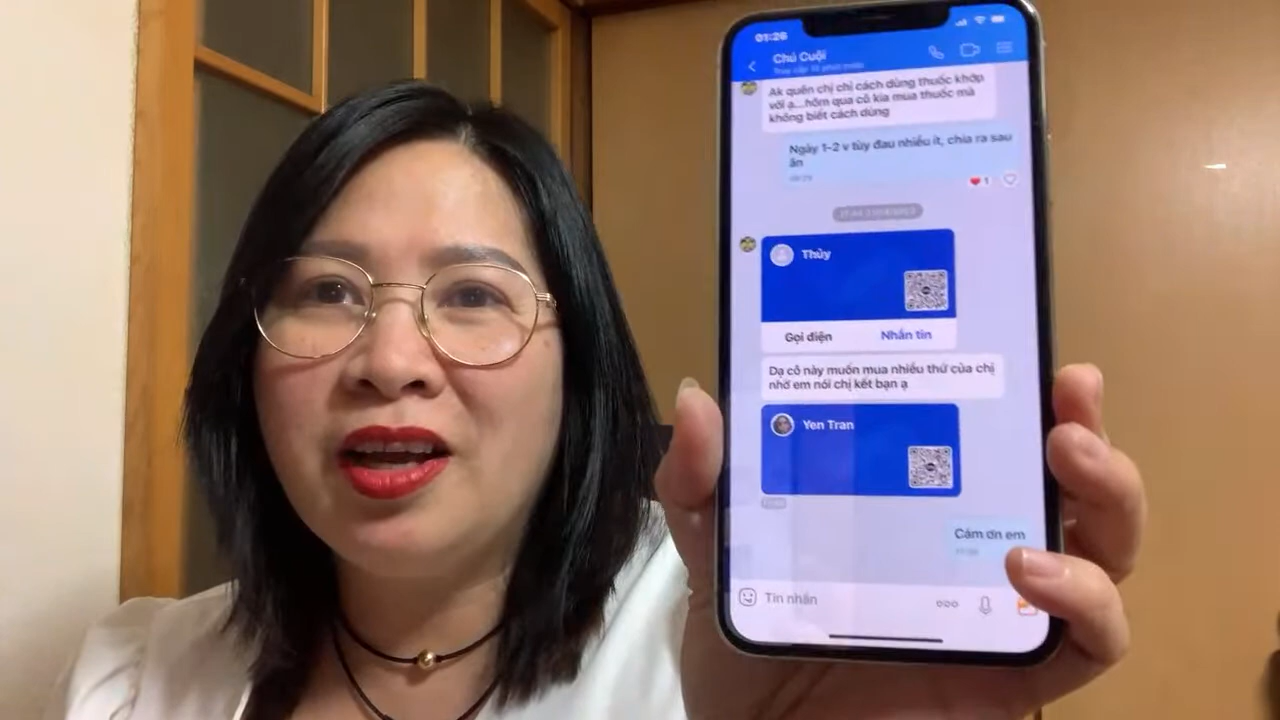 01:26
Chú Cuội
Ak quên chị chỉ cách dùng thuốc khớp
với ạ...hôm qua cô kia mua thuốc mà
không biết cách dùng
Ngày 1-2 v tùy đau nhiều ít, chia ra sau
ăn
1
Thủy
Gọi điện
Nhắn tin
Dạ cô này muốn mua nhiều thứ của chị
nhờ em nói chị kết bạn ạ
Yen Tran
Cám ơn em
Tin nhắn